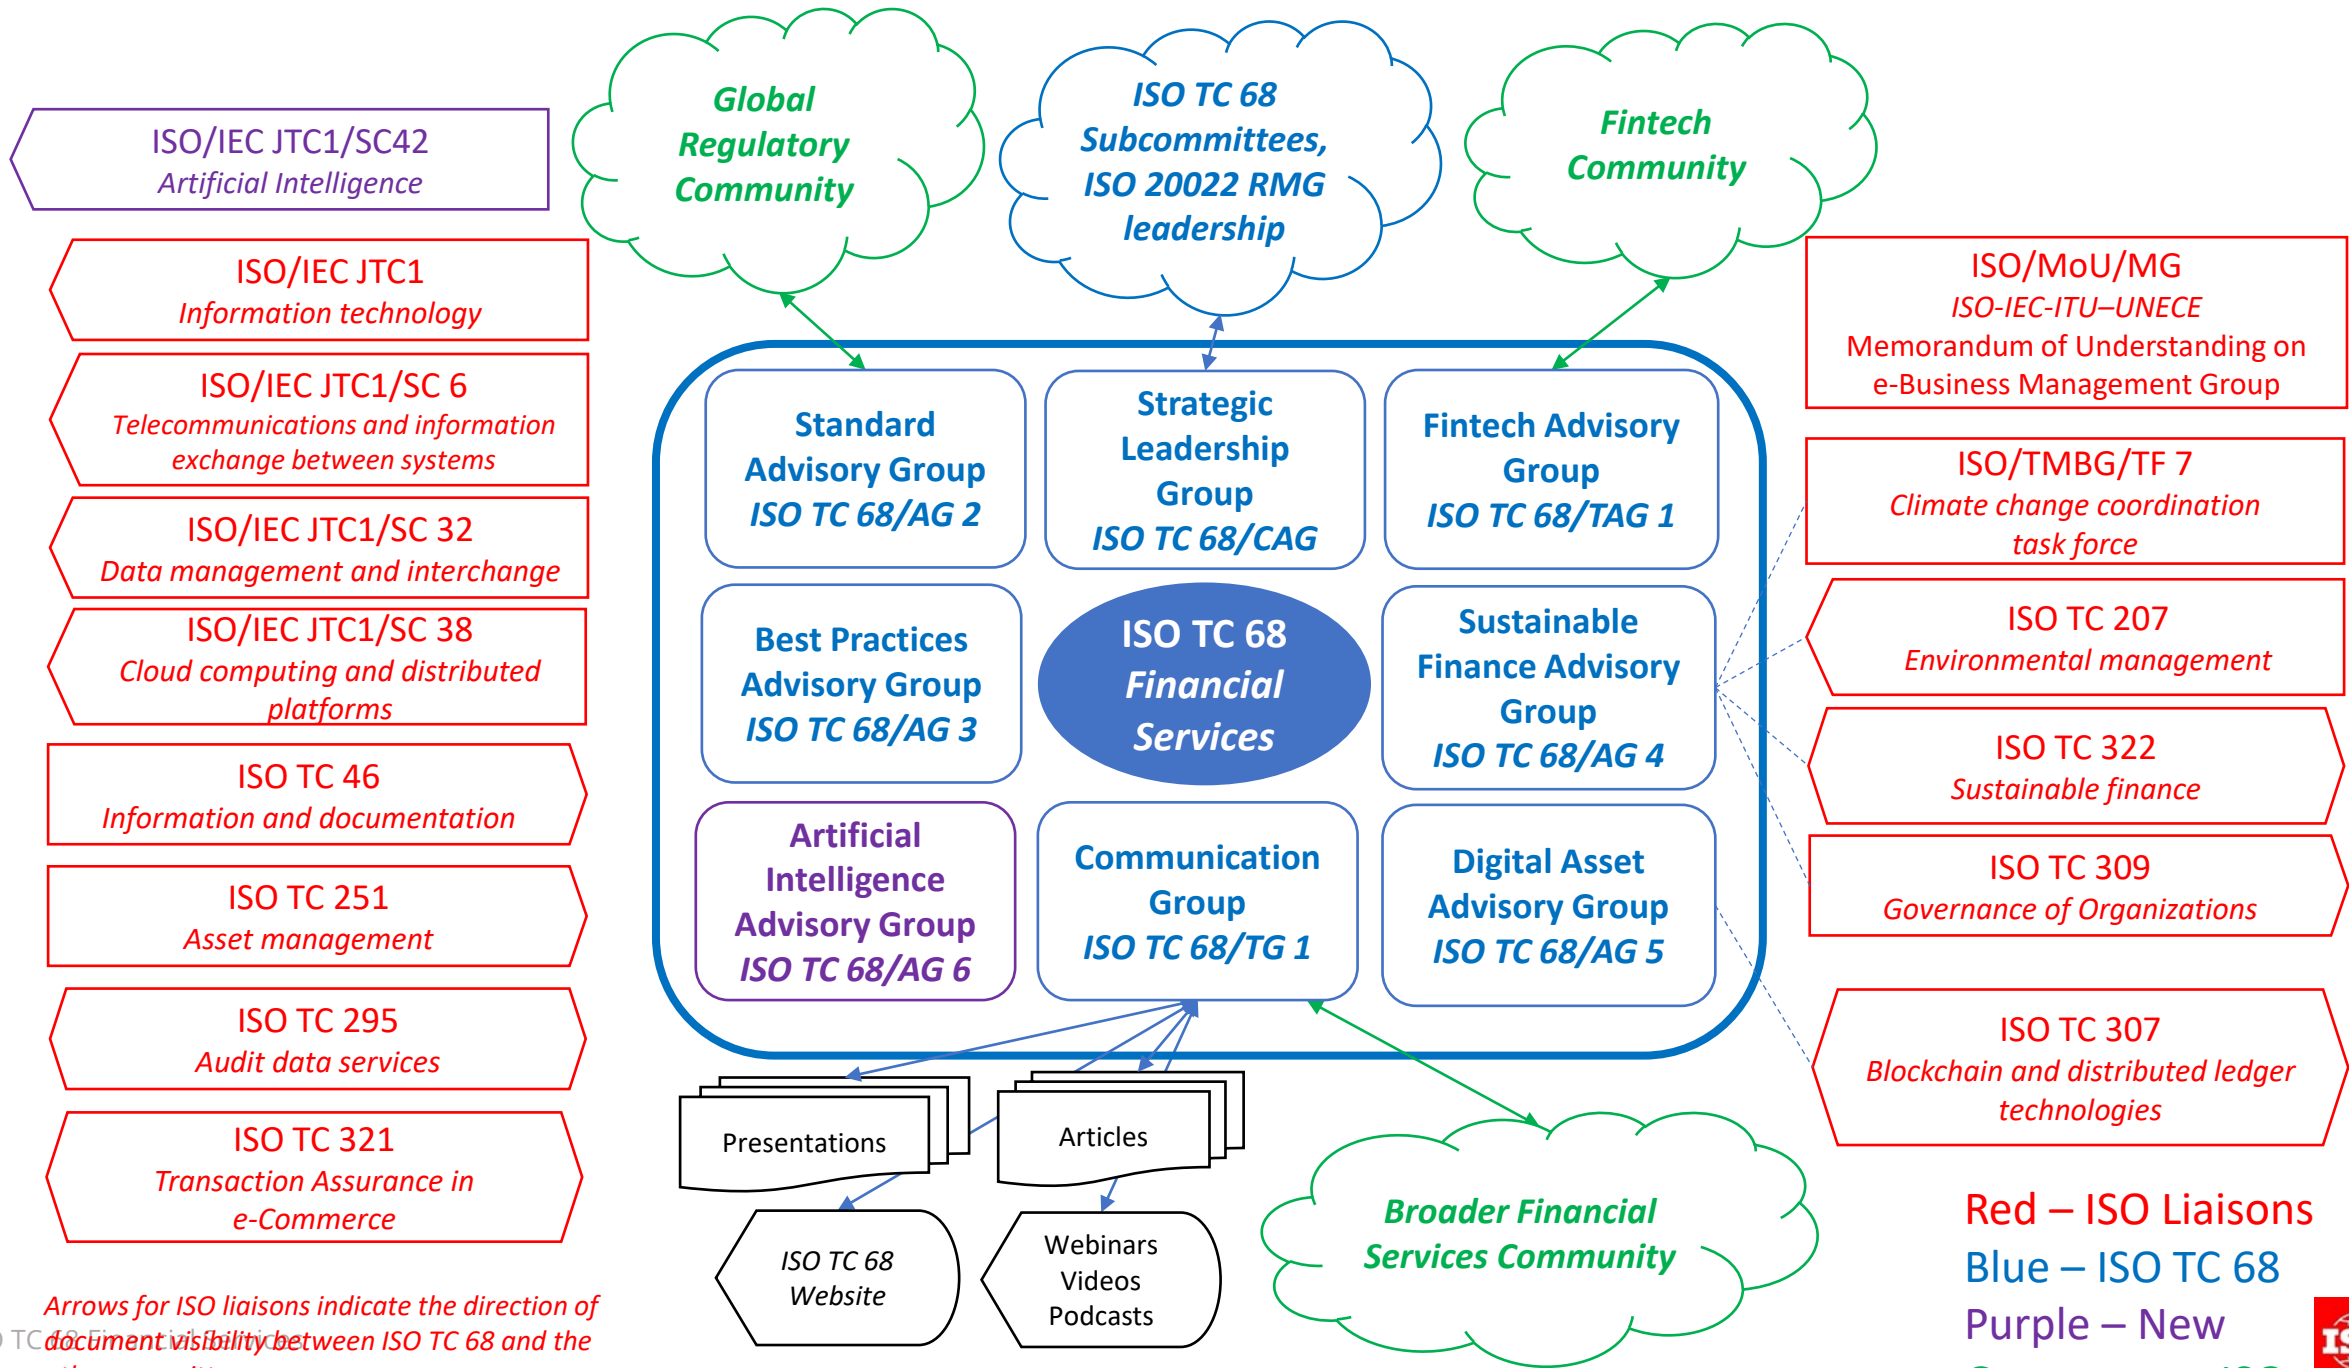 Global
Regulatory
Community
ISO TC 68
Subcommittees,
ISO 20022 RMG
leadership
Fintech
Community
ISO/IEC JTC1/SC42
Artificial Intelligence
ISO/IEC JTC1
Information technology
ISO/IEC JTC1/SC 6
Telecommunications and information
exchange between systems
ISO/IEC JTC1/SC 32
Data management and interchange
ISO/IEC JTC1/SC 38
Cloud computing and distributed
platforms
ISO TC 46
Information and documentation
ISO TC 251
Asset management
ISO TC 295
Audit data services
ISO TC 321
Transaction Assurance in
e-Commerce
Standard
Advisory Group
ISO TC 68/AG 2
Strategic
Leadership
Group
ISO TC 68/CAG
Fintech Advisory
Group
ISO TC 68/TAG 1
Best Practices
Advisory Group
ISO TC 68/AG 3
ISO TC 68
Financial
Services
Sustainable
Finance Advisory
Group
ISO TC 68/AG 4
Artificial
Intelligence
Advisory Group
ISO TC 68/AG 6
Communication
Group
ISO TC 68/TG 1
Digital Asset
Advisory Group
ISO TC 68/AG 5
ISO/MoU/MG
ISO-IEC-ITU–UNECE
Memorandum of Understanding on
e-Business Management Group
ISO/TMBG/TF 7
Climate change coordination
task force
ISO TC 207
Environmental management
ISO TC 322
Sustainable finance
ISO TC 309
Governance of Organizations
ISO TC 307
Blockchain and distributed ledger
technologies
Presentations
Articles
ISO TC 68
Website
Webinars
Videos
Podcasts
Broader Financial
Services Community
Red – ISO Liaisons
Blue – ISO TC 68
Purple – New
Arrows for ISO liaisons indicate the direction of
document visibility between ISO TC 68 and the
TC 68 Financial Services